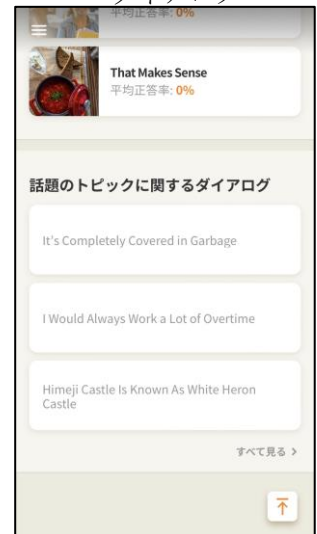 平均正答率: 0%
That Makes Sense
平均正答率: 0%
話題のトピックに関するダイアログ
It's Completely Covered in Garbage
I Would Always Work a Lot of Overtime
Himeji Castle Is Known As White Heron
Castle
すべて見る >